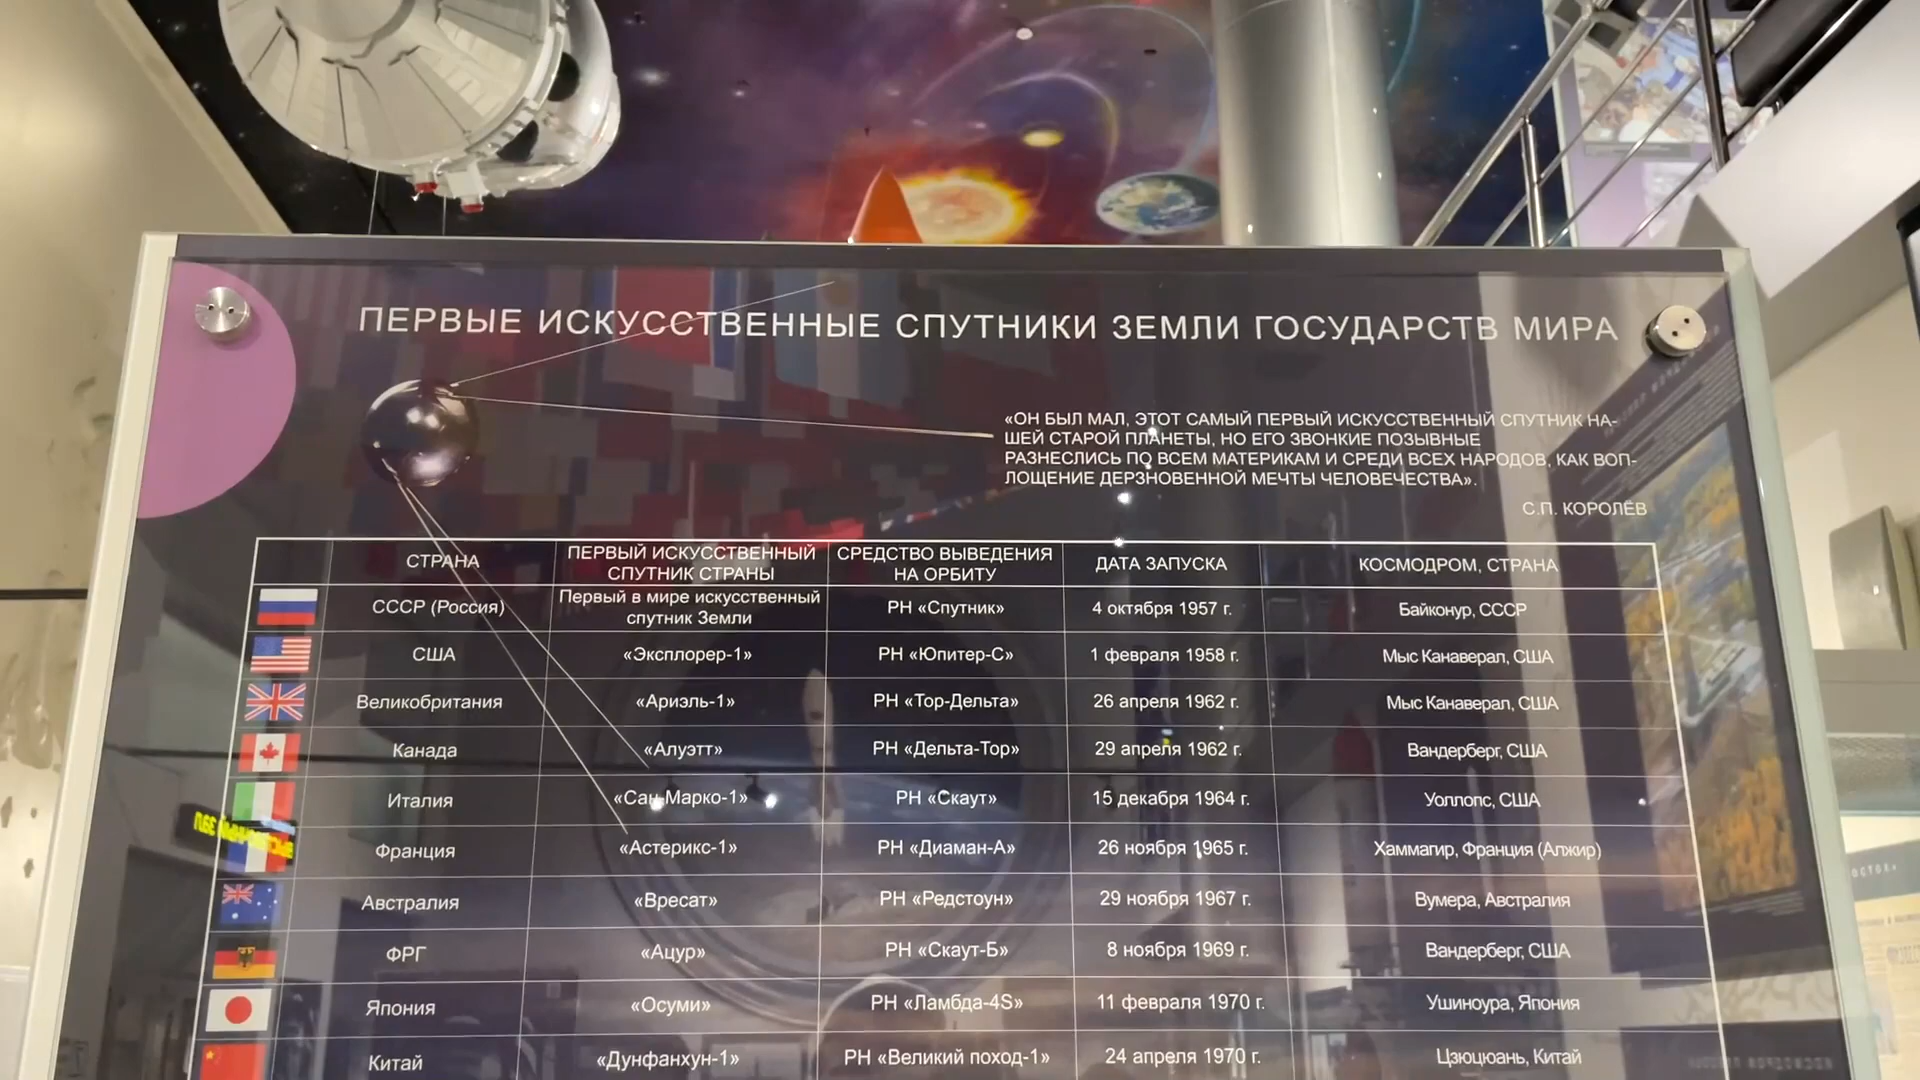 ПЕРВЫЕ ИСКУССТВЕННЫЕ СПУТНИКИ ЗЕМЛИ ГОСУДАРСТВ МИРА
«ОН БЫЛ МАЛ, ЭТОТ САМЫЙ ПЕРВЫЙ ИСКУССТВЕННЫЙ СПУТНИК НА-
ШЕЙ СТАРОЙ ПЛАНЕТЫ, НО ЕГО ЗВОНКИЕ ПОЗЫВНЫЕ
РАЗНЕСЛИСЬ ПО ВСЕМ МАТЕРИКАМ И СРЕДИ ВСЕХ НАРОДОВ, КАК ВОП-
ЛОЩЕНИЕ ДЕРЗНОВЕННОЙ МЕЧТЫ ЧЕЛОВЕЧЕСТВА».
С.П. КОРОЛЁВ
СТРАНА ПЕРВЫЙ ИСКУССТВЕННЫЙ СПУТНИК СТРАНЫ СРЕДСТВО ВЫВЕДЕНИЯ НА ОРБИТУ ДАТА ЗАПУСКА КОСМОДРОМ, СТРАНА
СССР (Россия) Первый в мире искусственный спутник Земли РН «Спутник» 4 октября 1957 г. Байконур, СССР
США «Эксплорер-1» РН «Юпитер-С» 1 февраля 1958 г. Мыс Канаверал, США
Великобритания «Ариэль-1» РН «Тор-Дельта» 26 апреля 1962 г. Мыс Канаверал, США
Канада «Алуэтт» РН «Дельта-Тор» 29 апреля 1962 г. Вандерберг, США
Италия «Сан-Марко-1» РН «Скаут» 15 декабря 1964 г. Уоллопс, США
Франция «Астерикс-1» РН «Диаман-А» 26 ноября 1965 г. Хаммагир, Франция (Алжир)
Австралия «Вресат» РН «Редстоун» 29 ноября 1967 г. Вумера, Австралия
ФРГ «Ацур» РН «Скаут-Б» 8 ноября 1969 г. Вандерберг, США
Япония «Осуми» РН «Ламбда-4S» 11 февраля 1970 г. Ушиноура, Япония
Китай «Дунфанхун-1» РН «Великий поход-1» 24 апреля 1970 г. Цзюцюань, Китай